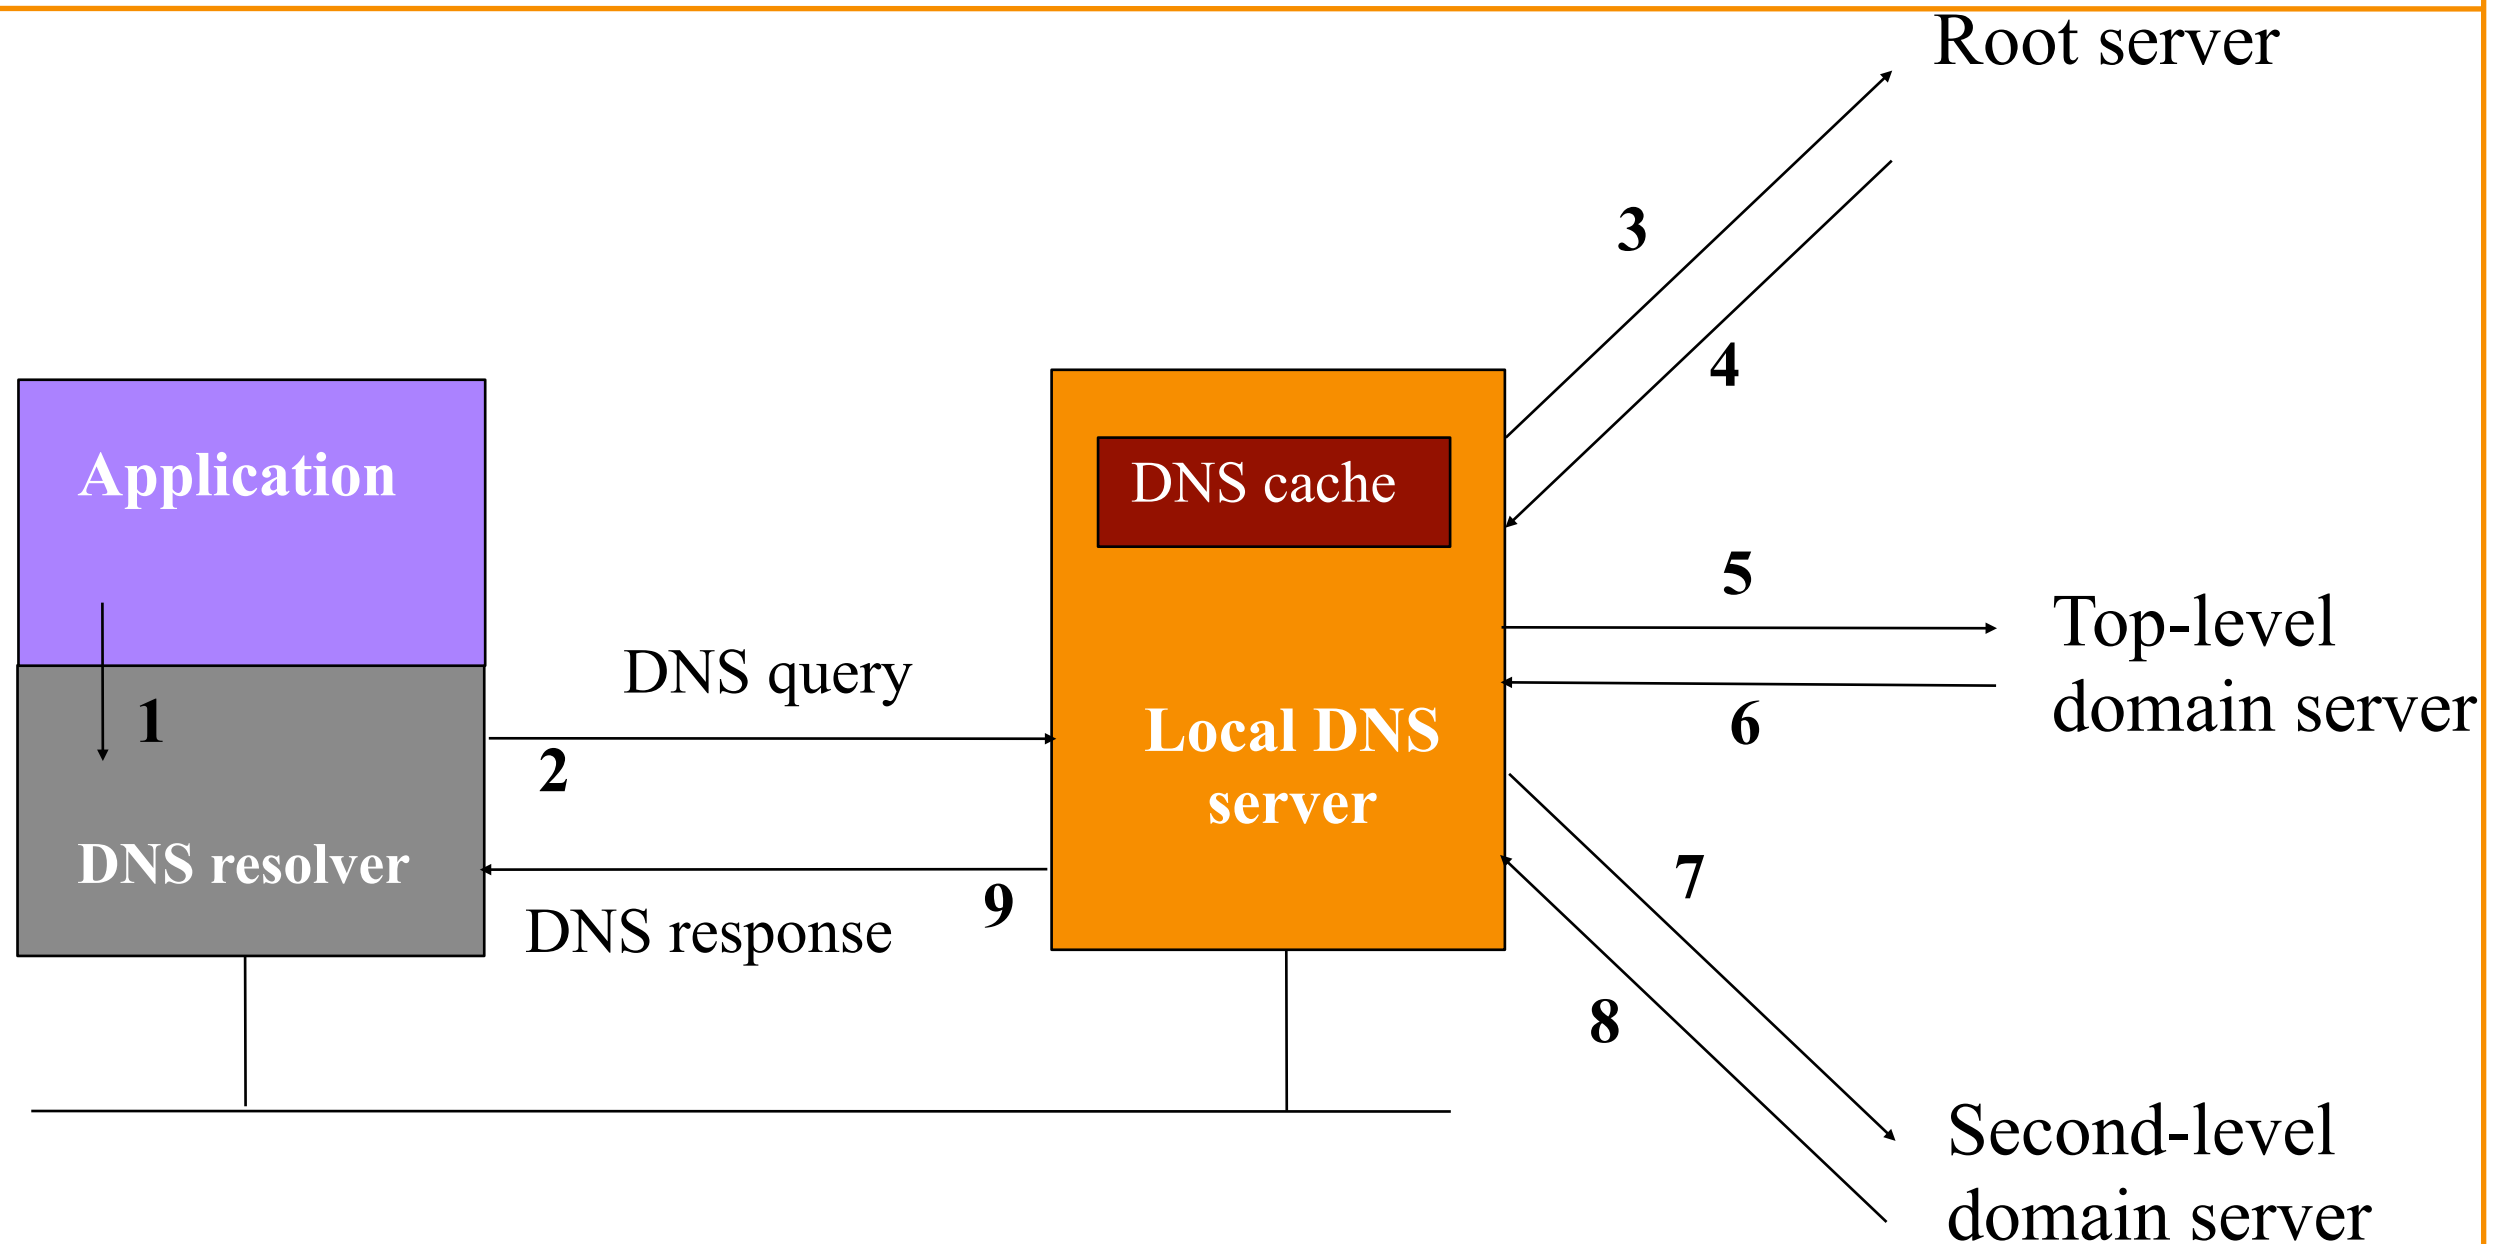 Root server
3
4
Application
DNS cache
5
Top-level
domain server
DNS query
1
2
Local DNS
server
6
DNS resolver
7
DNS response
9
8
Second-level
domain server